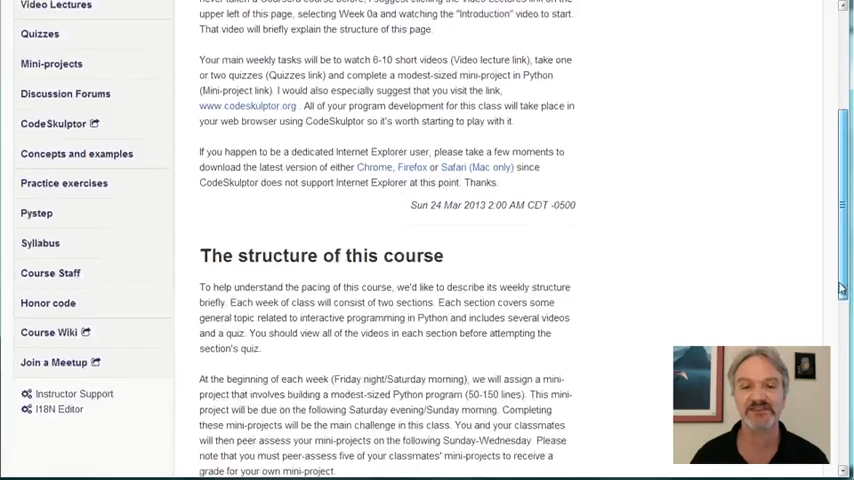 Video Lectures
Quizzes
Mini-projects
Discussion Forums
CodeSkulptor
Concepts and examples
Practice exercises
Pystep
Syllabus
Course Staff
Honor code
Course Wiki
Join a Meetup
Instructor Support
I18N Editor
upper left of this page, selecting Week 0a and watching the "Introduction" video to start.
That video will briefly explain the structure of this page.
Your main weekly tasks will be to watch 6-10 short videos (Video lecture link), take one
or two quizzes (Quizzes link) and complete a modest-sized mini-project in Python
(Mini-project link). I would also especially suggest that you visit the link,
www codeskulptor.org . All of your program development for this class will take place in
your web browser using CodeSkulptor so it's worth starting to play with it.
If you happen to be a dedicated Internet Explorer user, please take a few moments to
download the latest version of either Chrome, Firefox or Safari (Mac only) since
CodeSkulptor does not support Internet Explorer at this point. Thanks.
Sun 24 Mar 2013 2:00 AM CDT -0500
The structure of this course
To help understand the pacing of this course, we'd like to describe its weekly structure
briefly. Each week of class will consist of two sections. Each section covers some
general topic related to interactive programming in Python and includes several videos
and a quiz. You should view all of the videos in each section before attempting the
section's quiz.
At the beginning of each week (Friday night/Saturday morning), we will assign a mini-
project that involves building a modest-sized Python program (50-150 lines). This mini-
project will be due on the following Saturday evening/Sunday morning. Completing
these mini-projects will be the main challenge in this class. You and your classmates
will then peer assess your mini-projects on the following Sunday-Wednesday. Please
note that you must peer-assess five of your classmates' mini-projects to receive a
grade for your own mini-project.